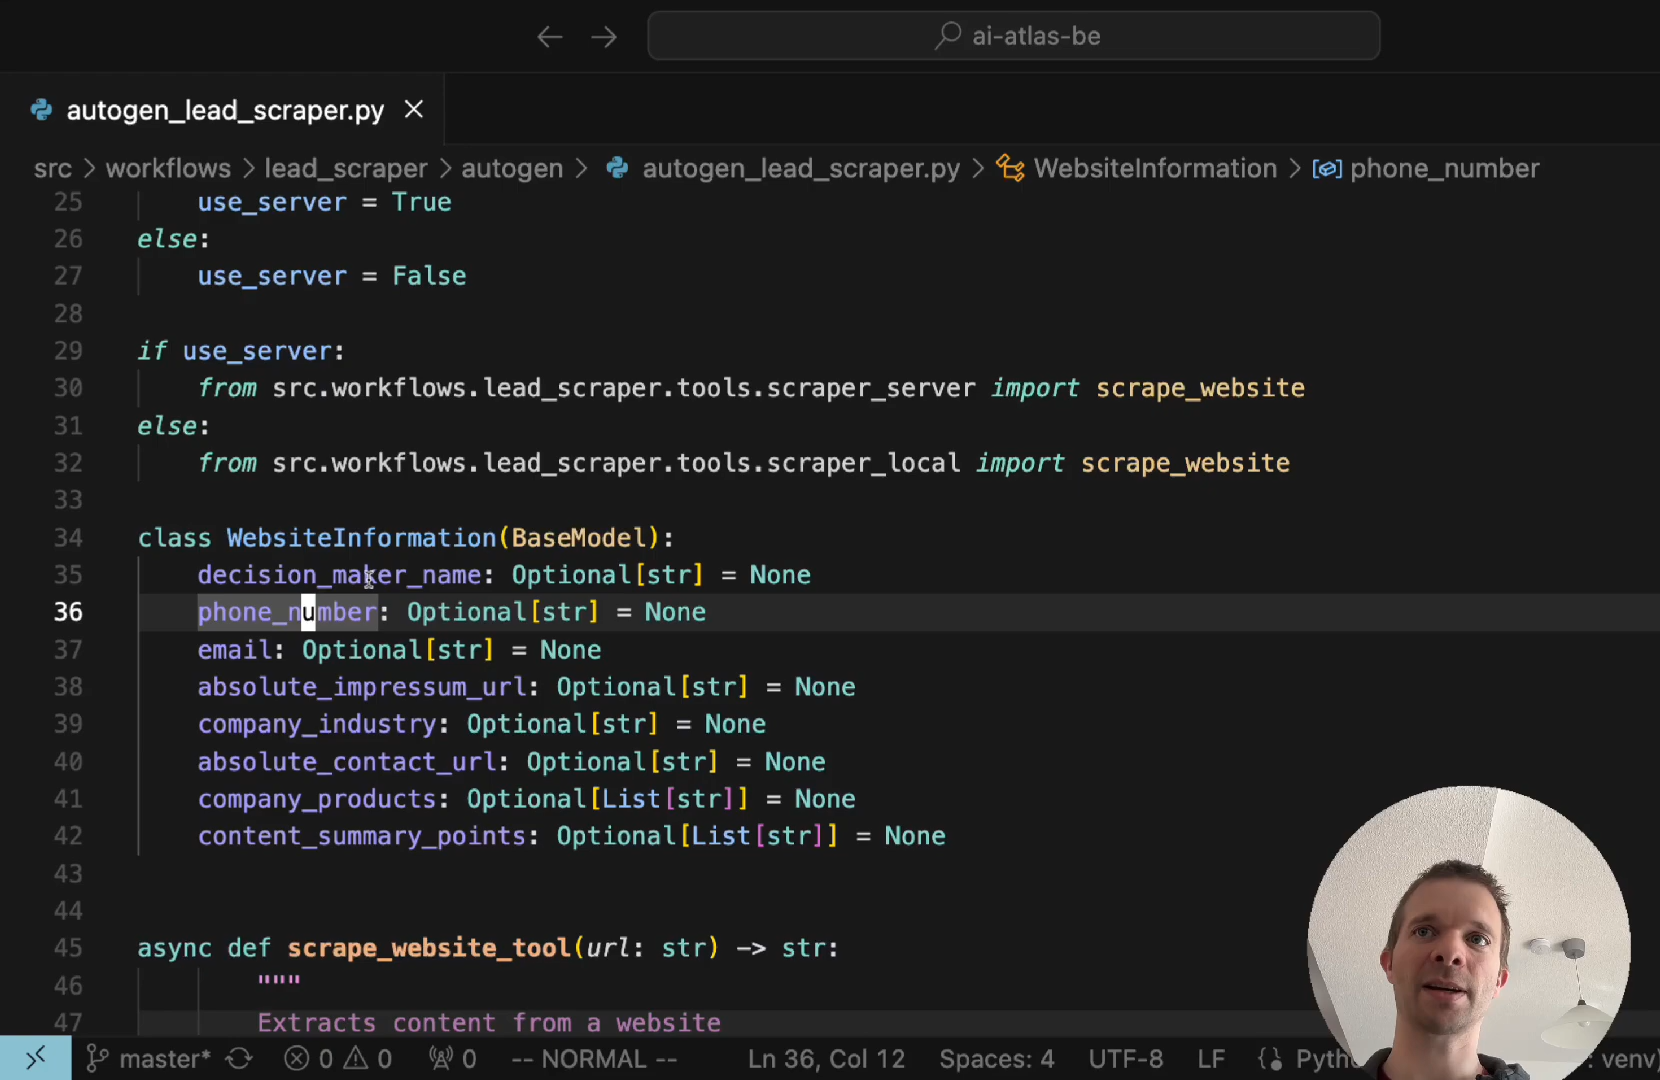 ai-atlas-be
autogen_lead_scraper.py
src > workflows > lead_scraper > autogen > autogen_lead_scraper.py > WebsiteInformation > phone_number
25 use_server = True
26 else:
27 use_server = False
28
29 if use_server:
30 from src.workflows.lead_scraper.tools.scraper_server import scrape_website
31 else:
32 from src.workflows.lead_scraper.tools.scraper_local import scrape_website
33
34 class WebsiteInformation(BaseModel):
35 decision_maker_name: Optional[str] = None
36 phone_number: Optional[str] = None
37 email: Optional[str] = None
38 absolute_impressum_url: Optional[str] = None
39 company_industry: Optional[str] = None
40 absolute_contact_url: Optional[str] = None
41 company_products: Optional[List[str]] = None
42 content_summary_points: Optional[List[str]] = None
43
44
45 async def scrape_website_tool(url: str) -> str:
46 """
47 Extracts content from a website
master* 0 0 0 -- NORMAL -- Ln 36, Col 12 Spaces: 4 UTF-8 LF venv)